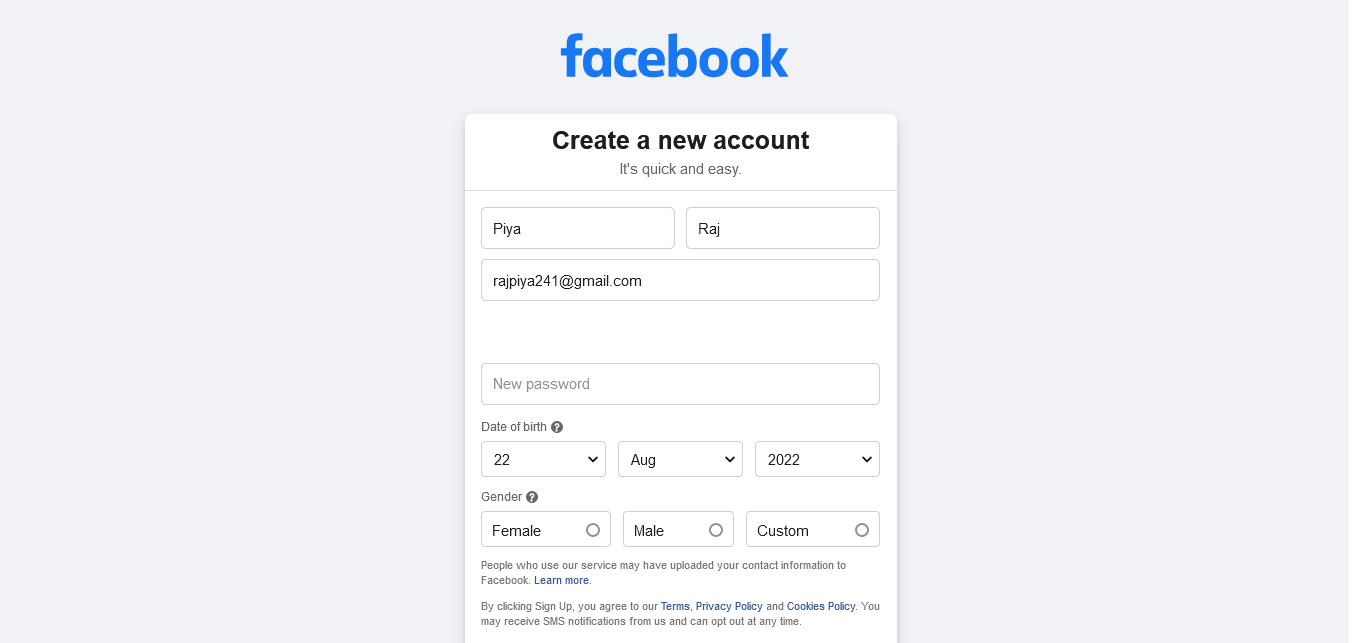 facebook
Create a new account
It's quick and easy.
Piya Raj
rajpiya241@gmail.com
New password
Date of birth ?
22 Aug 2022
Gender ?
Female Male Custom
People who use our service may have uploaded your contact information to
Facebook. Learn more.
By clicking Sign Up, you agree to our Terms, Privacy Policy and Cookies Policy. You
may receive SMS notifications from us and can opt out at any time.